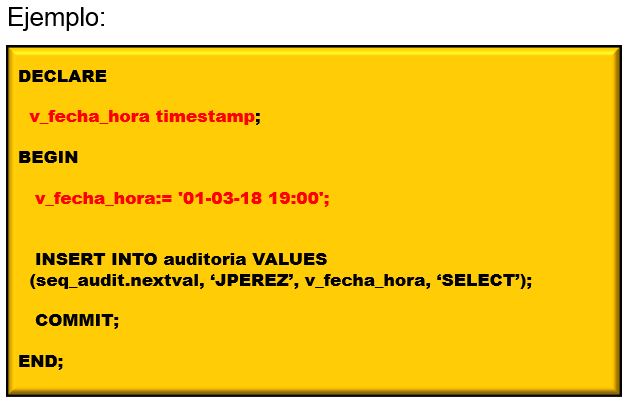 Ejemplo:
DECLARE
v_fecha_hora timestamp;
BEGIN
v_fecha_hora:= '01-03-18 19:00';
INSERT INTO auditoria VALUES
(seq_audit.nextval, ‘JPEREZ’, v_fecha_hora, ‘SELECT’);
COMMIT;
END;